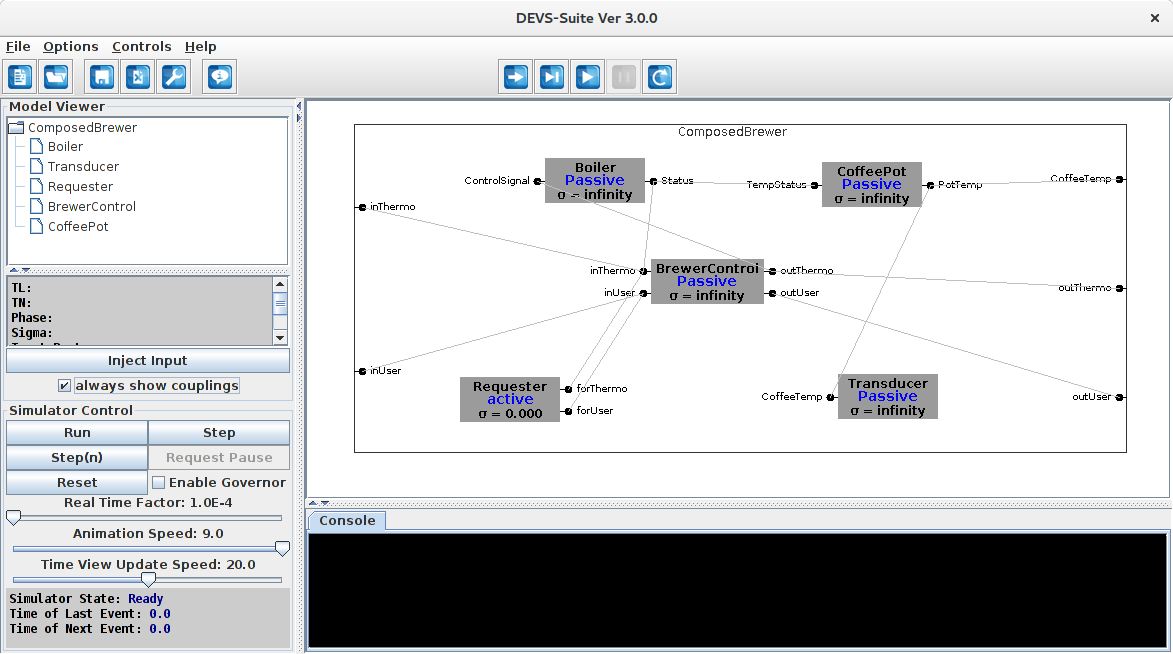 DEVS-Suite Ver 3.0.0
File Options Controls Help
Model Viewer
ComposedBrewer
Boiler
Transducer
Requester
BrewerControl
CoffeePot
TL:
TN:
Phase:
Sigma:
Inject Input
always show couplings
Simulator Control
Run Step
Step(n) Request Pause
Reset Enable Governor
Real Time Factor: 1.0E-4
Animation Speed: 9.0
Time View Update Speed: 20.0
Simulator State: Ready
Time of Last Event: 0.0
Time of Next Event: 0.0
ComposedBrewer
ControlSignal
Boiler
Passive
σ = infinity
Status
TempStatus
CoffeePot
Passive
σ = infinity
PotTemp
CoffeeTemp
inThermo
inThermo
inUser
BrewerControl
Passive
σ = infinity
outThermo
outUser
outThermo
inUser
Requester
active
σ = 0.000
forThermo
forUser
CoffeeTemp
Transducer
Passive
σ = infinity
outUser
Console